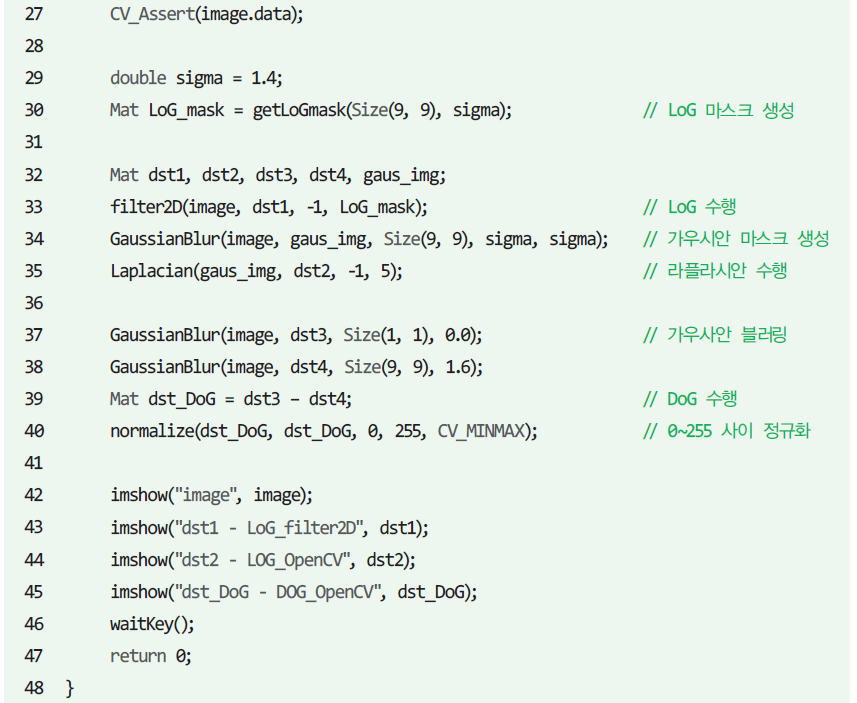 27 CV_Assert(image.data);
28
29 double sigma = 1.4;
30 Mat LoG_mask = getLoGmask(Size(9, 9), sigma); // LoG 마스크 생성
31
32 Mat dst1, dst2, dst3, dst4, gaus_img;
33 filter2D(image, dst1, -1, LoG_mask); // LoG 수행
34 GaussianBlur(image, gaus_img, Size(9, 9), sigma, sigma); // 가우시안 마스크 생성
35 Laplacian(gaus_img, dst2, -1, 5); // 라플라시안 수행
36
37 GaussianBlur(image, dst3, Size(1, 1), 0.0); // 가우사안 블러링
38 GaussianBlur(image, dst4, Size(9, 9), 1.6);
39 Mat dst_DoG = dst3 – dst4; // DoG 수행
40 normalize(dst_DoG, dst_DoG, 0, 255, CV_MINMAX); // 0~255 사이 정규화
41
42 imshow("image", image);
43 imshow("dst1 - LoG_filter2D", dst1);
44 imshow("dst2 - LOG_OpenCV", dst2);
45 imshow("dst_DoG - DOG_OpenCV", dst_DoG);
46 waitKey();
47 return 0;
48 }